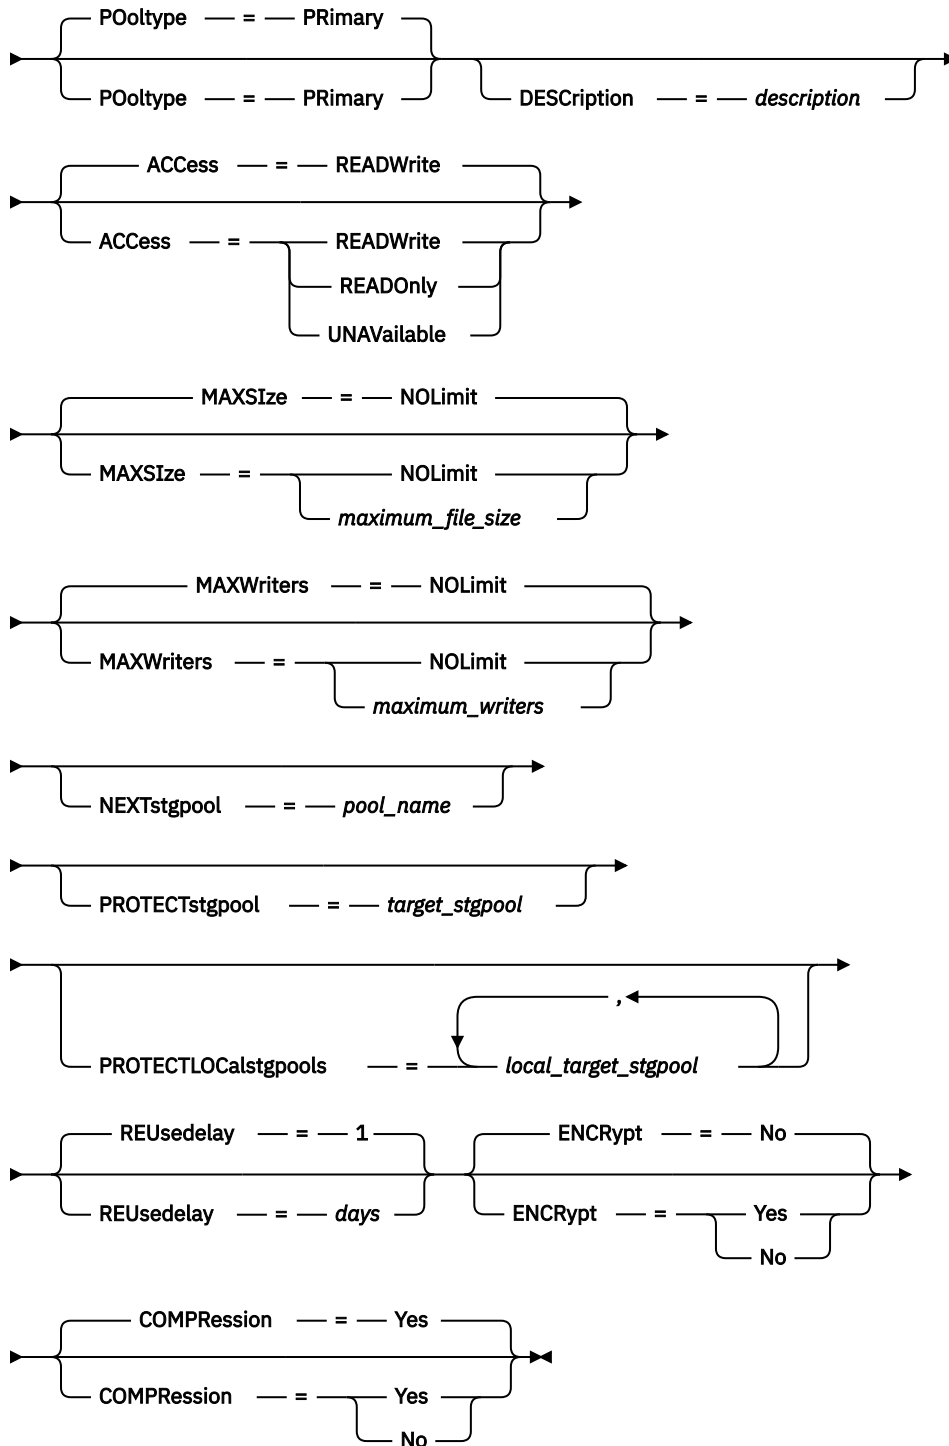 POoltype = PRimary
POoltype = PRimary
DESCription = description
ACCess = READWrite
ACCess = READWrite
READOnly
UNAVailable
MAXSIze = NOLimit
MAXSIze = NOLimit
maximum_file_size
MAXWriters = NOLimit
MAXWriters = NOLimit
maximum_writers
NEXTstgpool = pool_name
PROTECTstgpool = target_stgpool
,
PROTECTLOCalstgpools = local_target_stgpool
REUsedelay = 1
REUsedelay = days
ENCRypt = No
ENCRypt = Yes
No
COMPRession = Yes
COMPRession = Yes
No